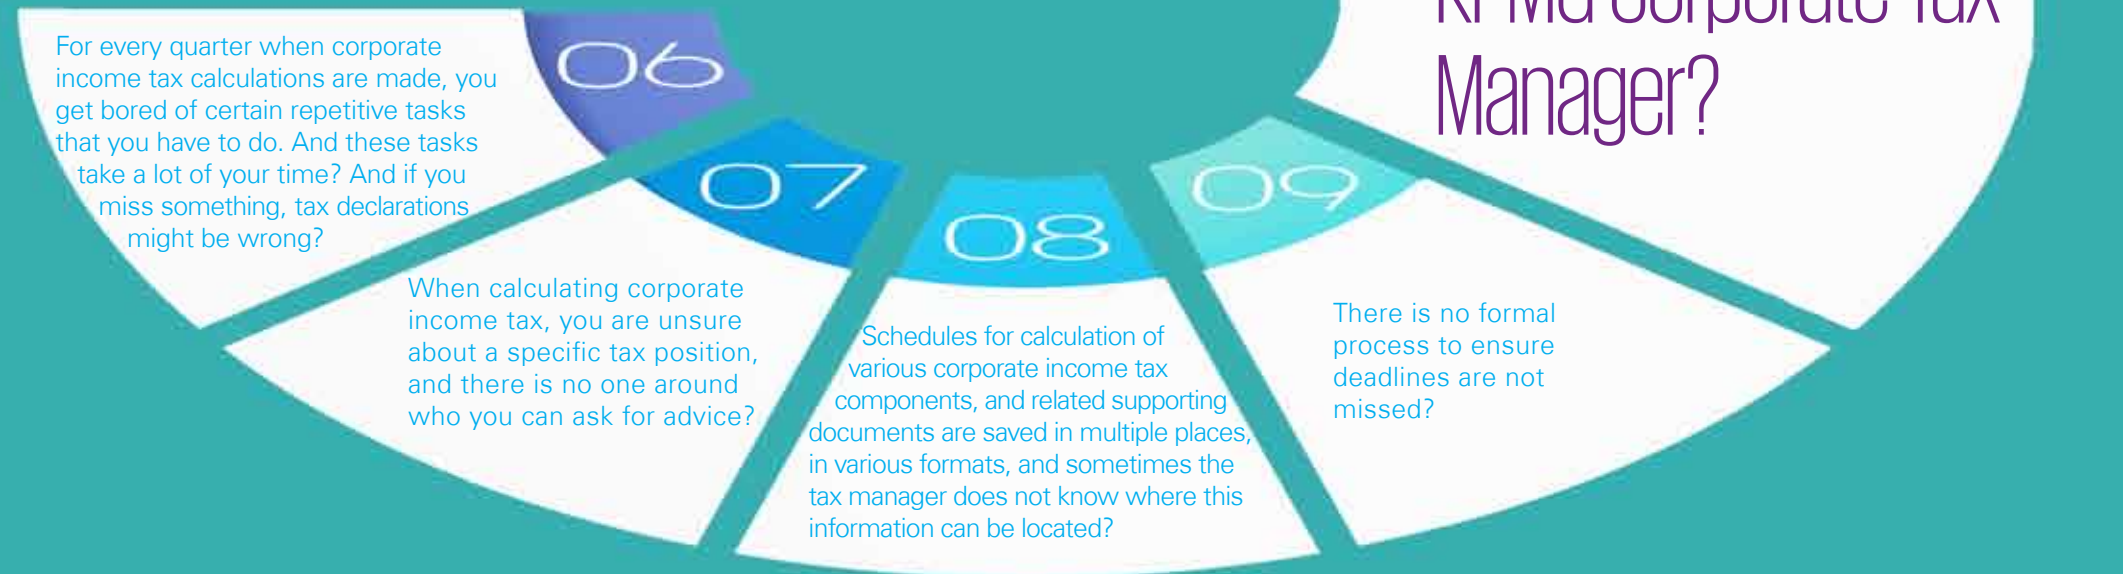 KPMG Corporate Tax
Manager?
06
For every quarter when corporate
income tax calculations are made, you
get bored of certain repetitive tasks
that you have to do. And these tasks
take a lot of your time? And if you
miss something, tax declarations
might be wrong?
07
When calculating corporate
income tax, you are unsure
about a specific tax position,
and there is no one around
who you can ask for advice?
08
Schedules for calculation of
various corporate income tax
components, and related supporting
documents are saved in multiple places,
in various formats, and sometimes the
tax manager does not know where this
information can be located?
09
There is no formal
process to ensure
deadlines are not
missed?